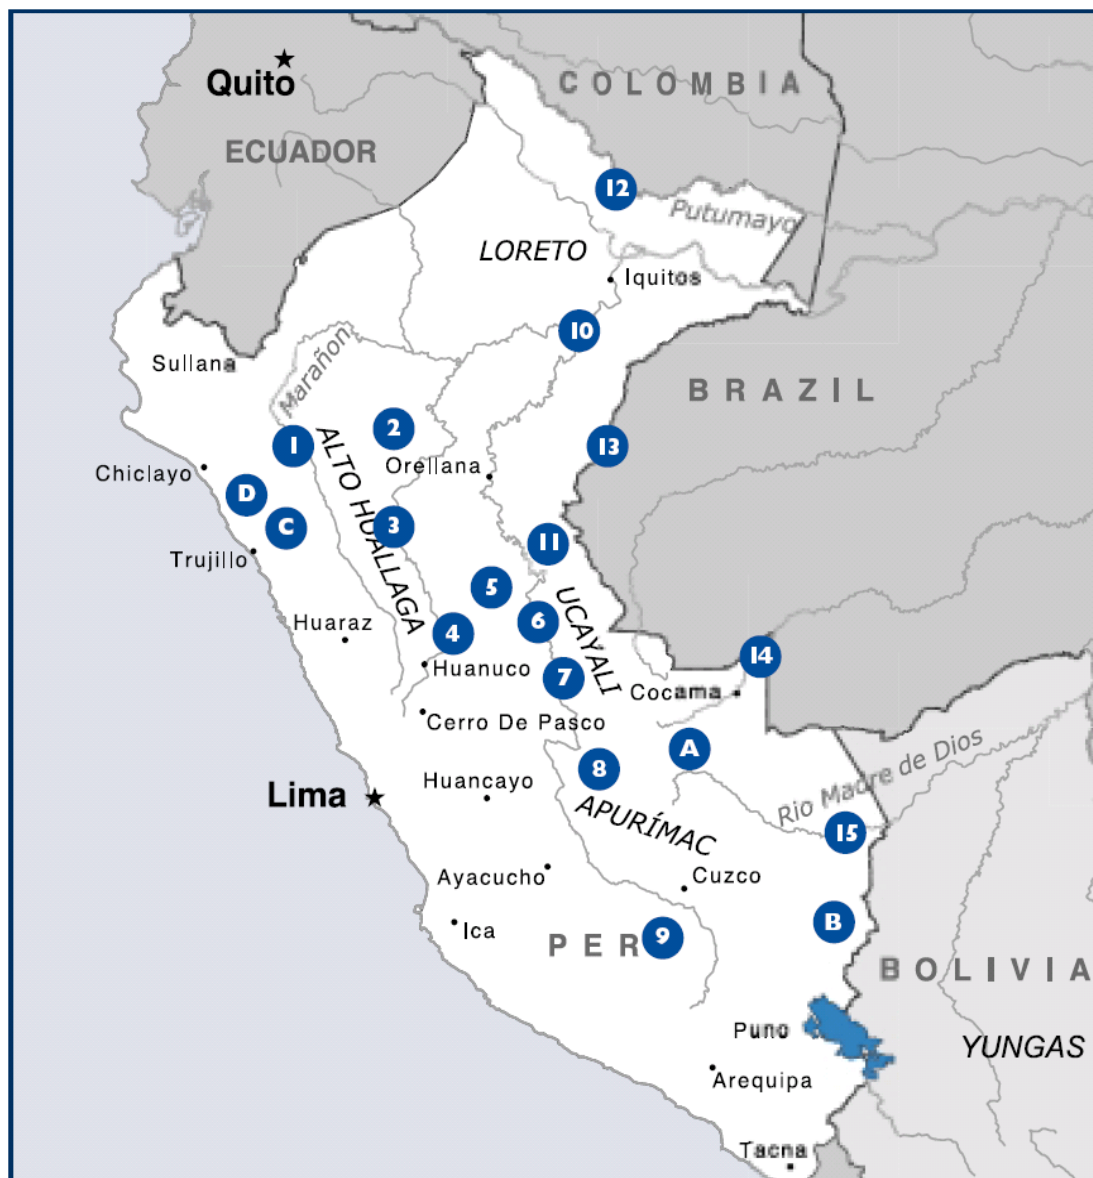 Quito
COLOMBIA
ECUADOR
12
Putumayo
LORETO
Iquitos
10
Sullana
Marañon
BRAZIL
2
1
13
ALTO HUALLAGA
Orellana
Chiclayo
D
C
3
11
Trujillo
5
UCAYALI
Huaraz
6
4
14
Huanuco
7
Cocama
Cerro De Pasco
A
Rio Madre de Dios
8
Huancayo
Lima
APURÍMAC
15
Ayacucho
Cuzco
B
Ica
PER
9
BOLIVIA
Puno
YUNGAS
Arequipa
Tacna